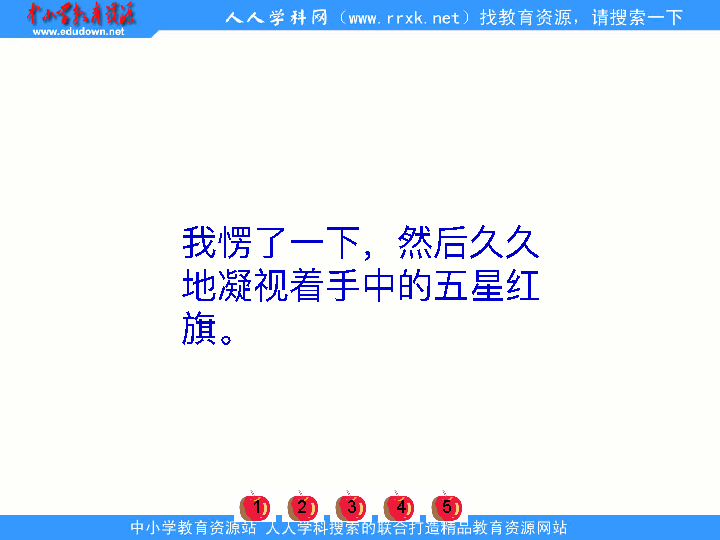 中小学教育资源
www.edudown.net
人人学科网（www.rrxk.net）找教育资源，请搜索一下
我愣了一下，然后久久
地凝视着手中的五星红
旗。
1 2 3 4 5
中小学教育资源站 人人学科搜索的联合打造精品教育资源网站